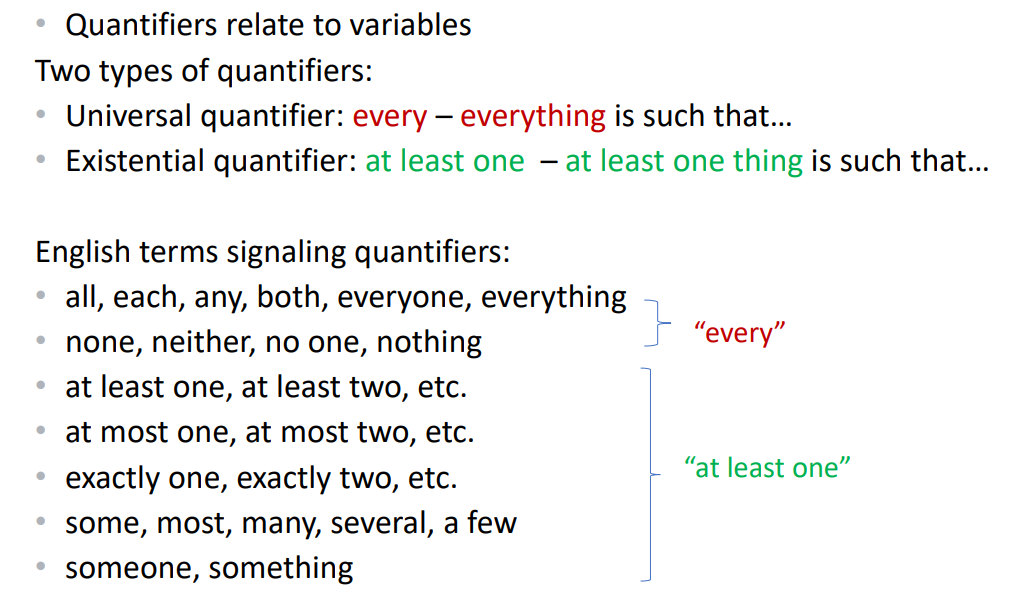 • Quantifiers relate to variables
Two types of quantifiers:
• Universal quantifier: every – everything is such that…
• Existential quantifier: at least one – at least one thing is such that…
English terms signaling quantifiers:
• all, each, any, both, everyone, everything
• none, neither, no one, nothing
“every”
• at least one, at least two, etc.
• at most one, at most two, etc.
• exactly one, exactly two, etc.
• some, most, many, several, a few
• someone, something
“at least one”